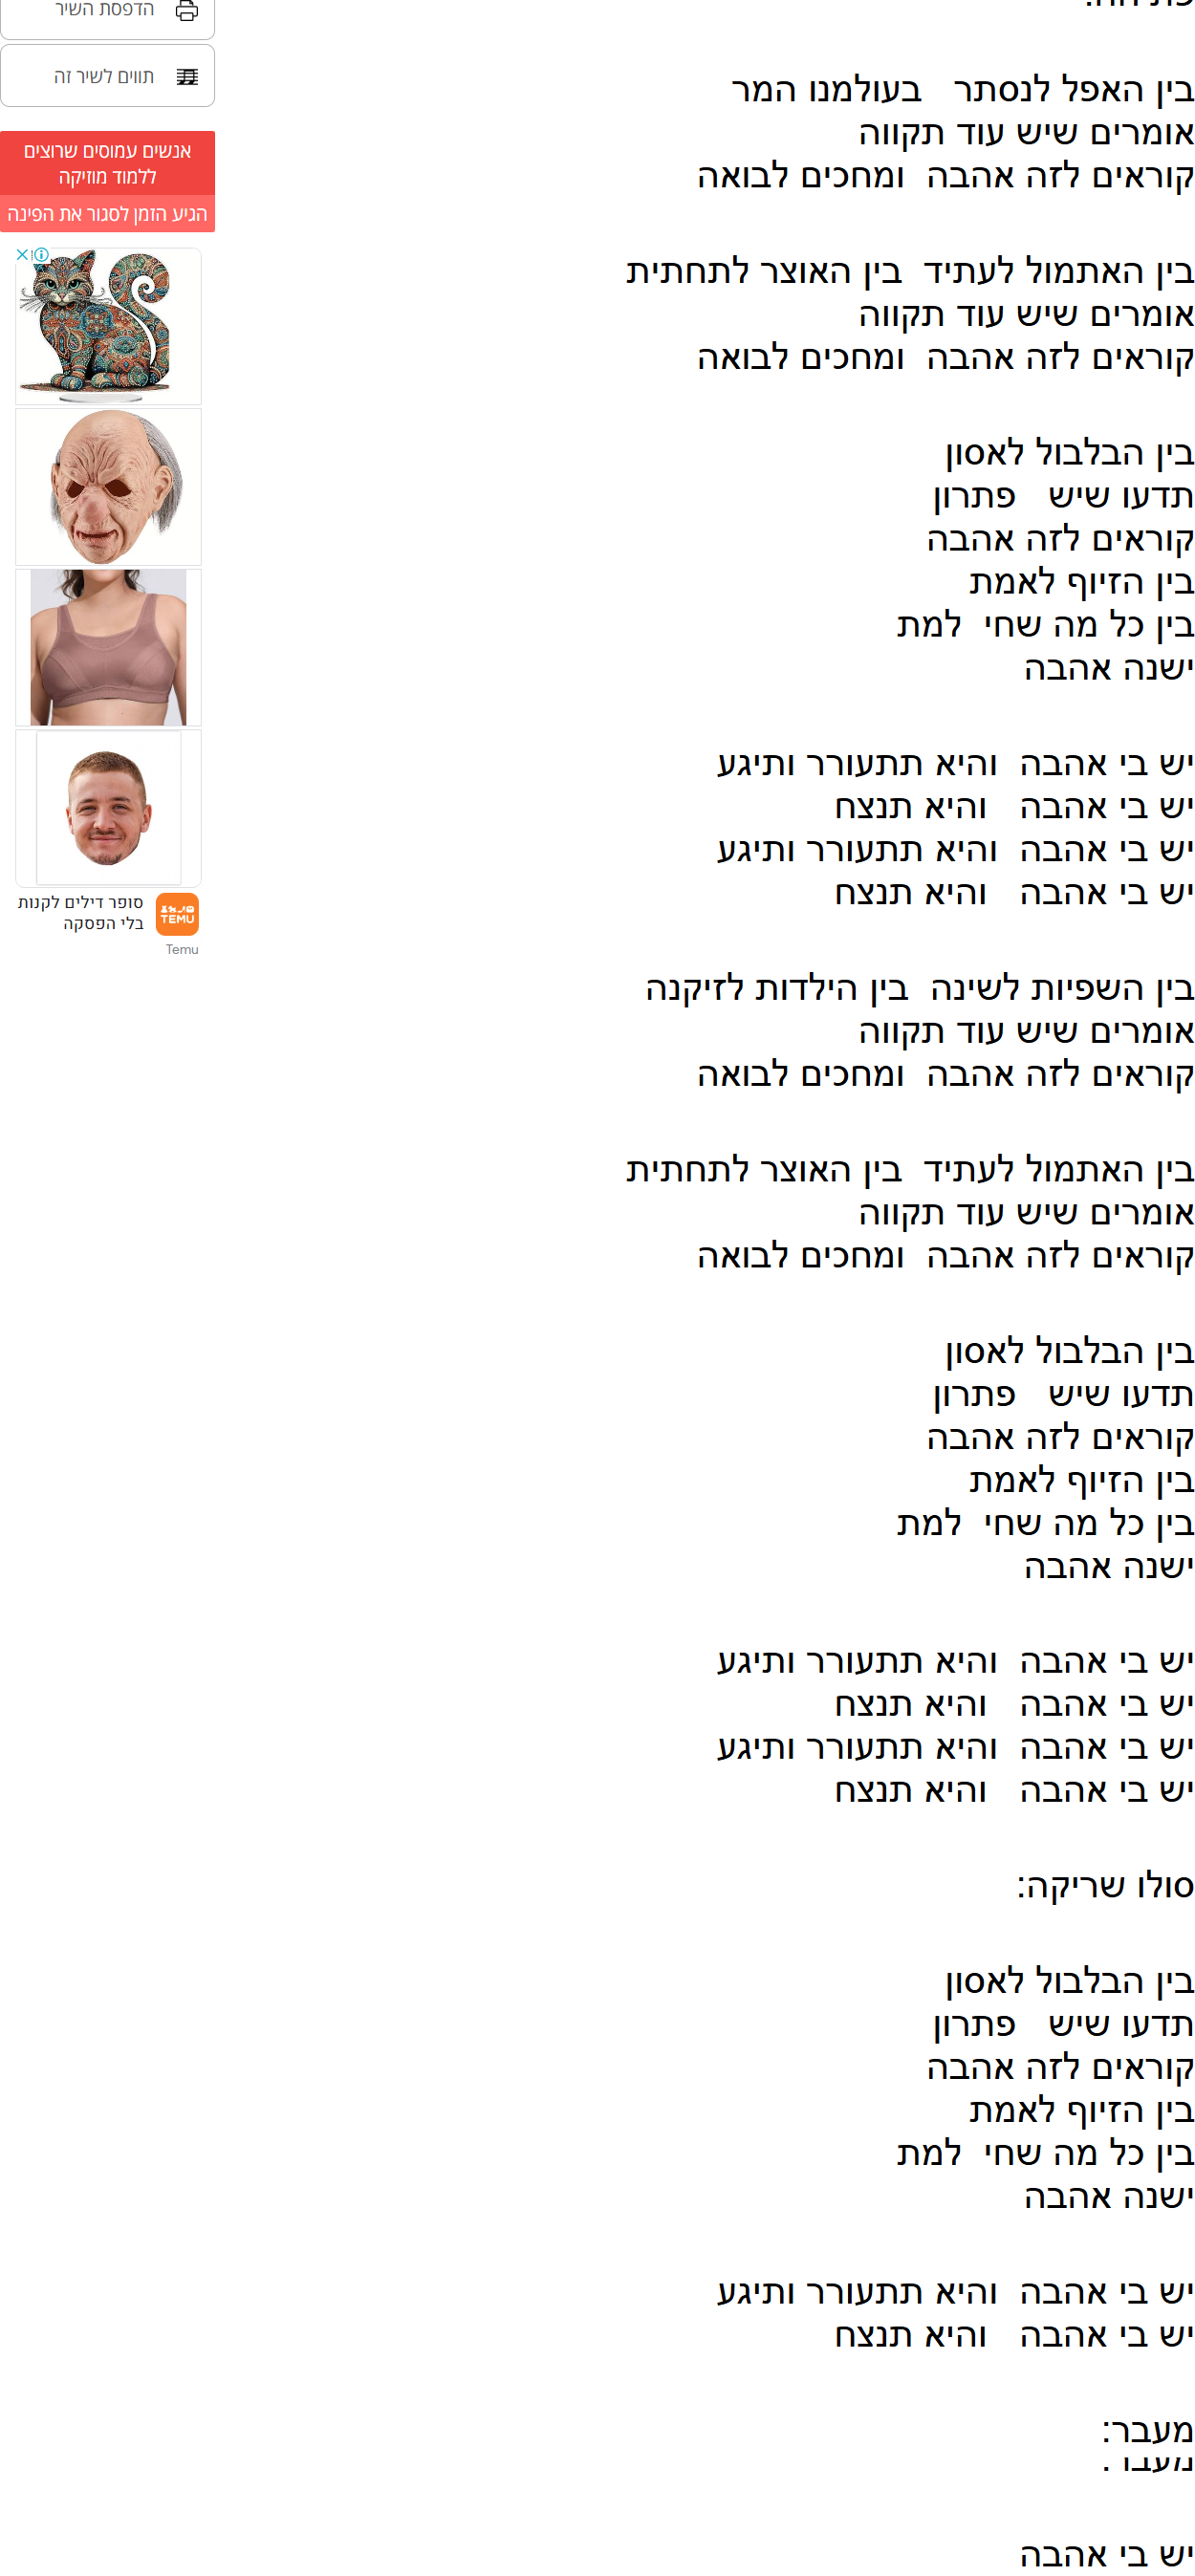 הדפסת השיר
תווים לשיר זה
אנשים עמוסים שרוצים
ללמוד מוזיקה
הגיע הזמן לסגור את הפינה
TEMU
סופר דילים לקנות
בלי הפסקה
Temu
בין האפל לנסתר בעולמנו המר
אומרים שיש עוד תקווה
קוראים לזה אהבה ומחכים לבואה
בין האתמול לעתיד בין האוצר לתחתית
אומרים שיש עוד תקווה
קוראים לזה אהבה ומחכים לבואה
בין הבלבול לאסון
תדעו שיש פתרון
קוראים לזה אהבה
בין הזיוף לאמת
בין כל מה שחי למת
ישנה אהבה
יש בי אהבה והיא תתעורר ותיגע
יש בי אהבה והיא תנצח
יש בי אהבה והיא תתעורר ותיגע
יש בי אהבה והיא תנצח
בין השפיות לשינה בין הילדות לזיקנה
אומרים שיש עוד תקווה
קוראים לזה אהבה ומחכים לבואה
בין האתמול לעתיד בין האוצר לתחתית
אומרים שיש עוד תקווה
קוראים לזה אהבה ומחכים לבואה
בין הבלבול לאסון
תדעו שיש פתרון
קוראים לזה אהבה
בין הזיוף לאמת
בין כל מה שחי למת
ישנה אהבה
יש בי אהבה והיא תתעורר ותיגע
יש בי אהבה והיא תנצח
יש בי אהבה והיא תתעורר ותיגע
יש בי אהבה והיא תנצח
סולו שריקה:
בין הבלבול לאסון
תדעו שיש פתרון
קוראים לזה אהבה
בין הזיוף לאמת
בין כל מה שחי למת
ישנה אהבה
יש בי אהבה והיא תתעורר ותיגע
יש בי אהבה והיא תנצח
מעבר:
יש בי אהבה